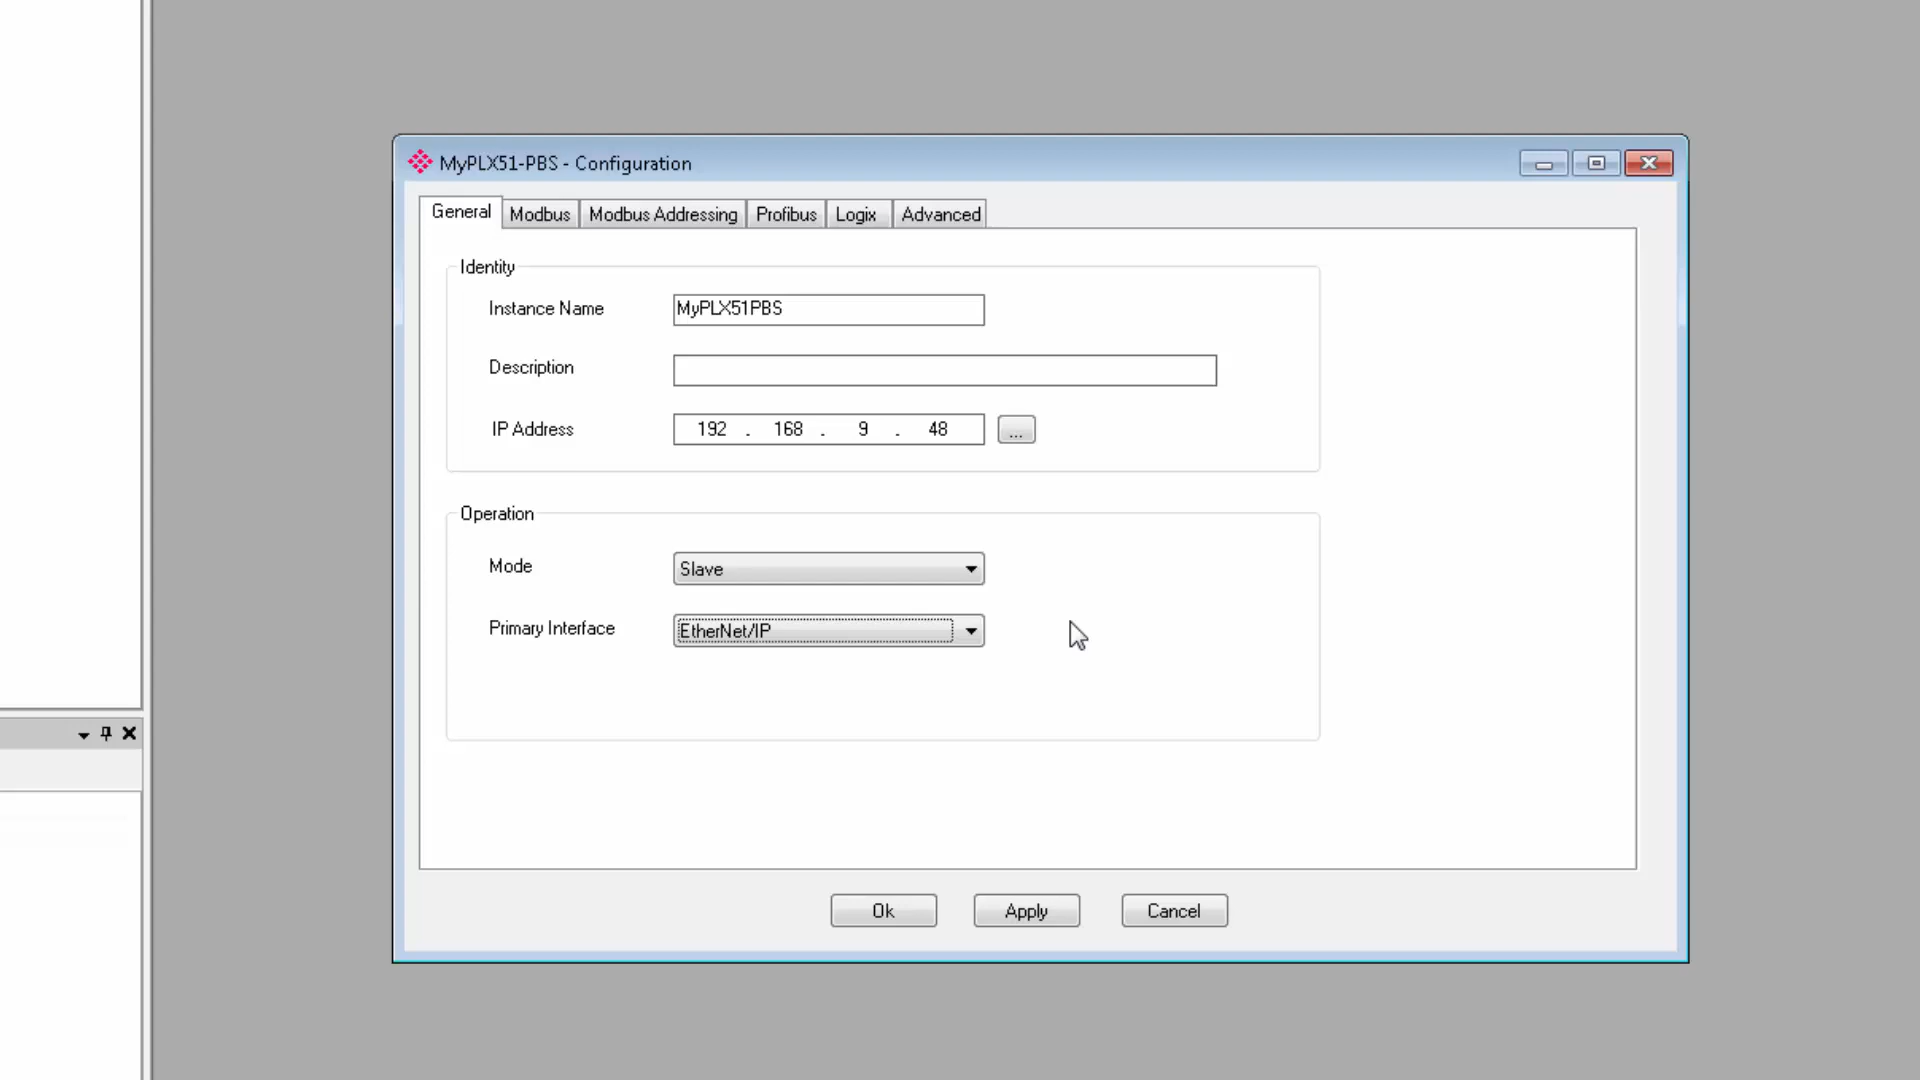 MyPLX51-PBS - Configuration
General Modbus Modbus Addressing Profibus Logix Advanced
Identity
Instance Name MyPLX51PBS
Description
IP Address 192 . 168 . 9 . 48 ...
Operation
Mode Slave
Primary Interface EtherNet/IP
Ok Apply Cancel